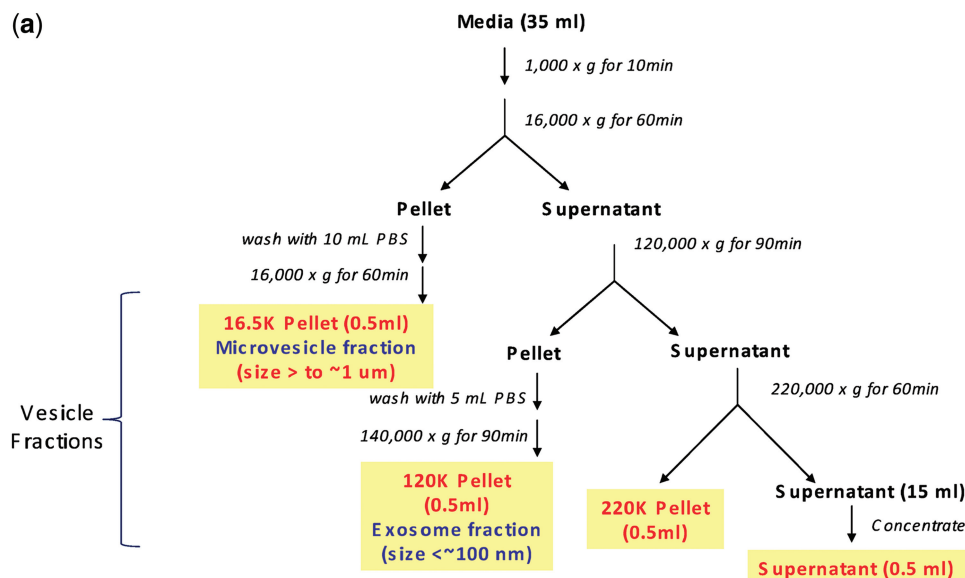 (a)
Media (35 ml)
1,000 x g for 10min
16,000 x g for 60min
Pellet
Supernatant
wash with 10 mL PBS
120,000 x g for 90min
16,000 x g for 60min
16.5K Pellet (0.5ml)
Microvesicle fraction
(size > to ~1 um)
Pellet
Supernatant
wash with 5 mL PBS
220,000 x g for 60min
140,000 x g for 90min
Vesicle
Fractions
120K Pellet
(0.5ml)
Exosome fraction
(size <~100 nm)
220K Pellet
(0.5ml)
Supernatant (15 ml)
Concentrate
Supernatant (0.5 ml)